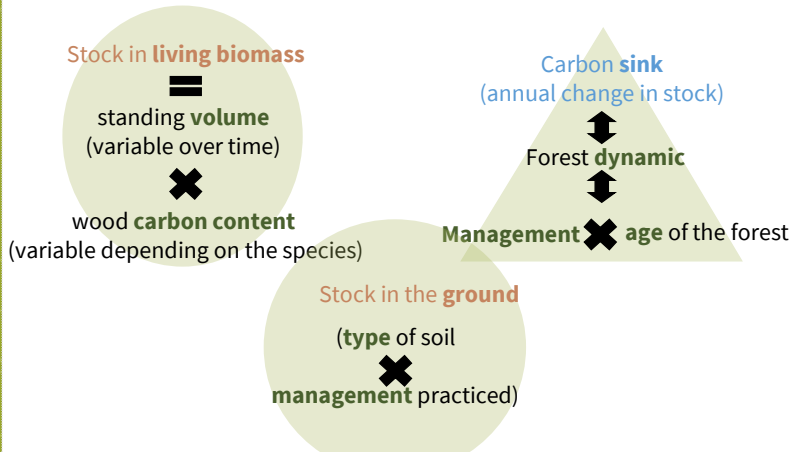 Stock in living biomass
=
standing volume
(variable over time)
✖
wood carbon content
(variable depending on the species)
Carbon sink
(annual change in stock)
Forest dynamic
Management ✖ age of the forest
Stock in the ground
(type of soil
✖
management practiced)